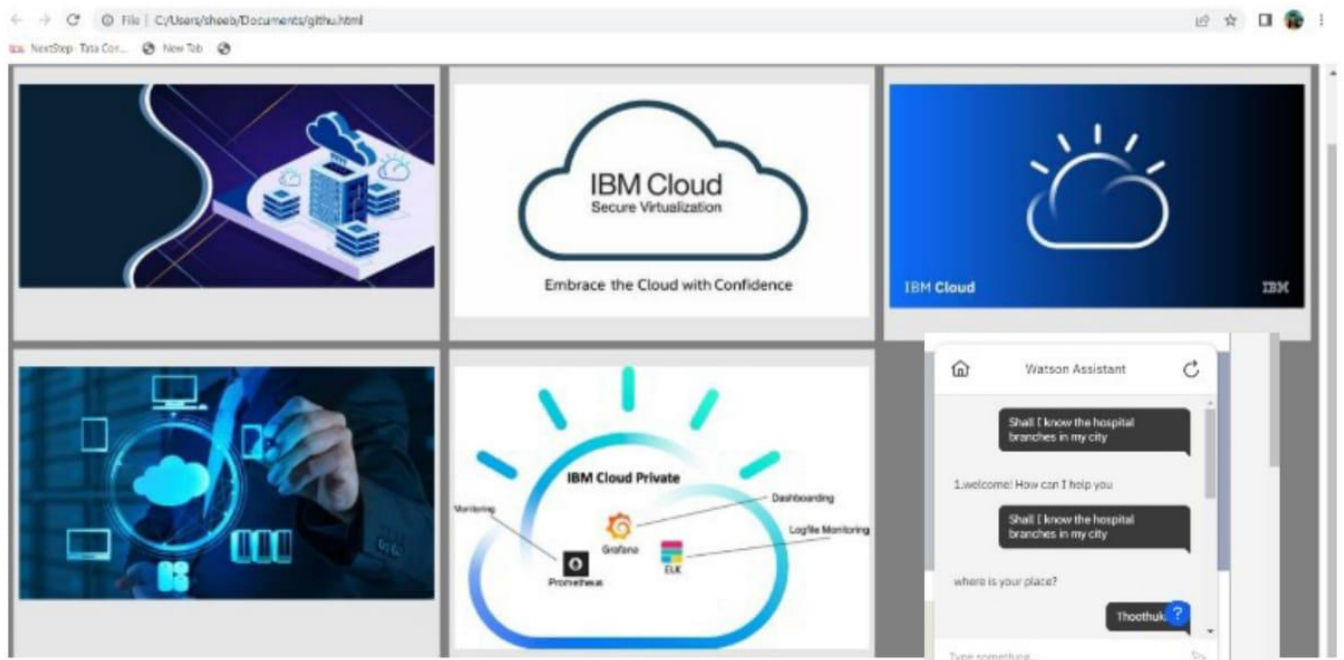 File | C:/Users/sheeb/Documents/githu.html
NextStep- Tata Con...
New Tab
IBM Cloud
Secure Virtualization
Embrace the Cloud with Confidence
IBM Cloud
IBM
IBM Cloud Private
Monitoring
Dashboarding
Logfile Monitoring
Grafana
ELK
Prometheus
Watson Assistant
Shall I know the hospital
branches in my city
1.welcome! How can I help you
Shall I know the hospital
branches in my city
where is your place?
?
Type something...